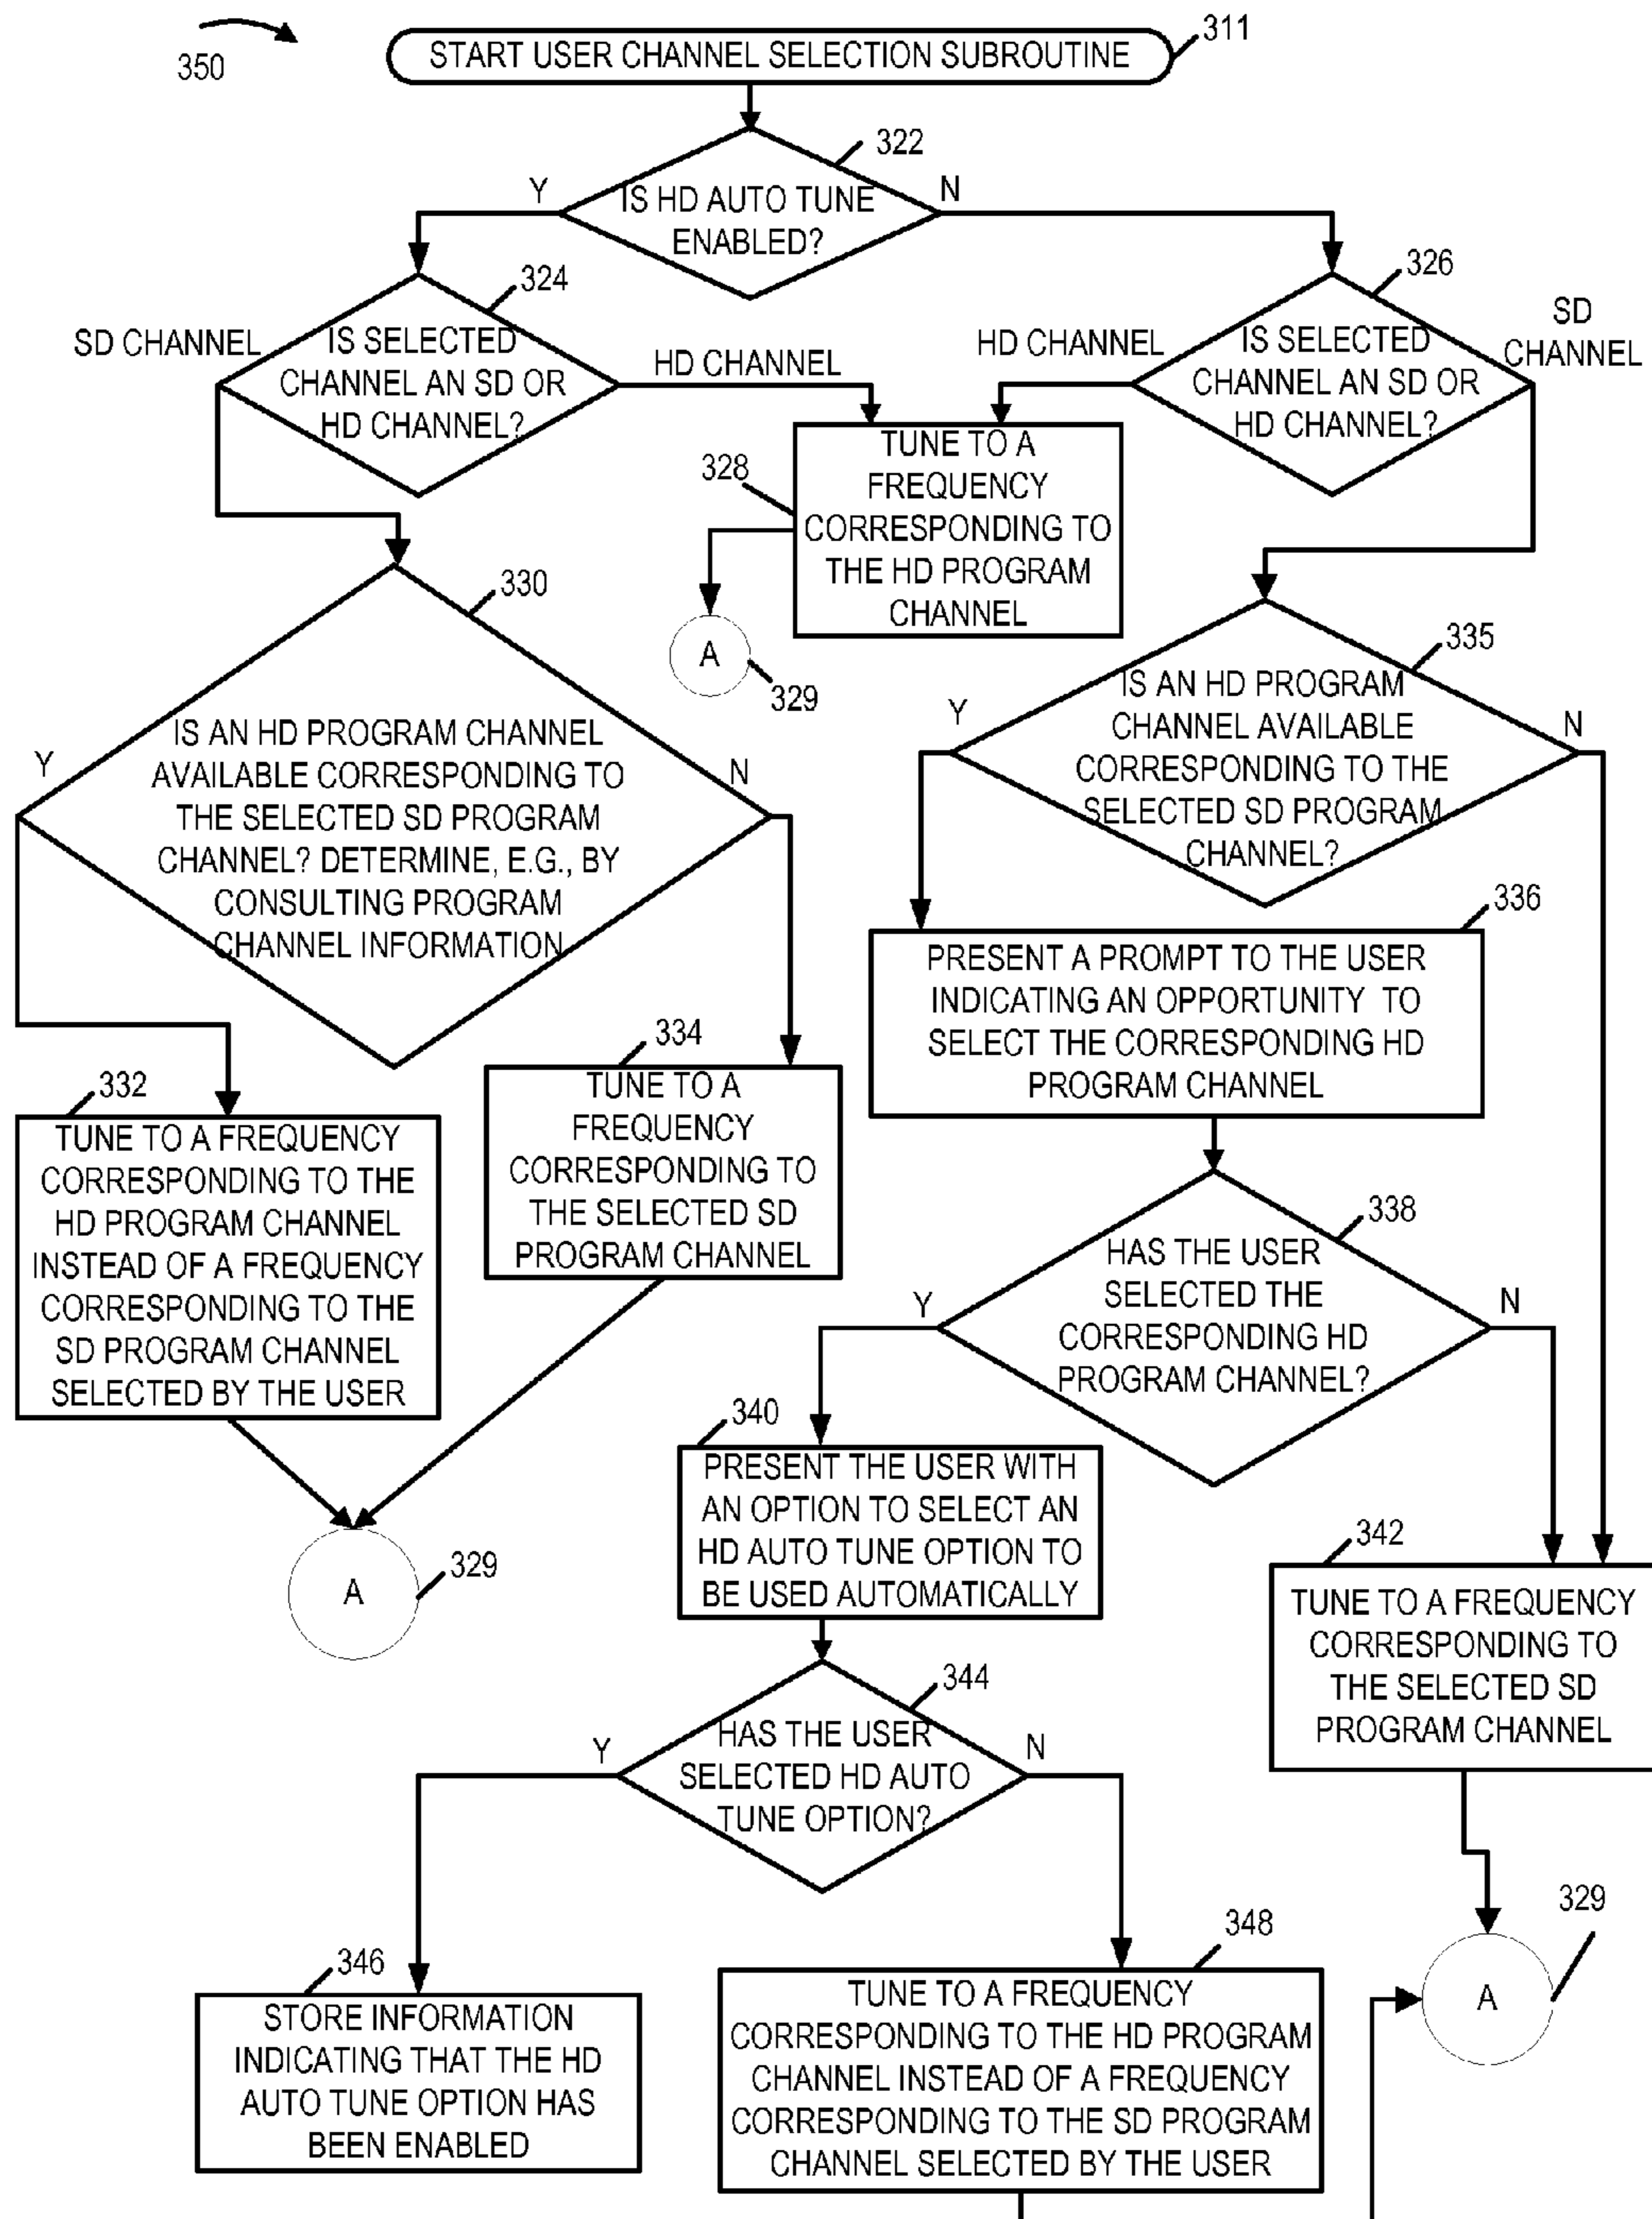 350
START USER CHANNEL SELECTION SUBROUTINE
311
322
Y
IS HD AUTO TUNE
ENABLED?
N
324
326
SD CHANNEL
IS SELECTED
CHANNEL AN SD OR
HD CHANNEL?
HD CHANNEL
HD CHANNEL
IS SELECTED
CHANNEL AN SD OR
HD CHANNEL?
SD
CHANNEL
328
TUNE TO A
FREQUENCY
CORRESPONDING TO
THE HD PROGRAM
CHANNEL
A
329
330
Y
IS AN HD PROGRAM CHANNEL
AVAILABLE CORRESPONDING TO
THE SELECTED SD PROGRAM
CHANNEL? DETERMINE, E.G., BY
CONSULTING PROGRAM
CHANNEL INFORMATION
N
335
Y
IS AN HD PROGRAM
CHANNEL AVAILABLE
CORRESPONDING TO THE
SELECTED SD PROGRAM
CHANNEL?
N
336
PRESENT A PROMPT TO THE USER
INDICATING AN OPPORTUNITY TO
SELECT THE CORRESPONDING HD
PROGRAM CHANNEL
332
TUNE TO A FREQUENCY
CORRESPONDING TO THE
HD PROGRAM CHANNEL
INSTEAD OF A FREQUENCY
CORRESPONDING TO THE
SD PROGRAM CHANNEL
SELECTED BY THE USER
334
TUNE TO A
FREQUENCY
CORRESPONDING TO
THE SELECTED SD
PROGRAM CHANNEL
338
Y
HAS THE USER
SELECTED THE
CORRESPONDING HD
PROGRAM CHANNEL?
N
A
329
340
PRESENT THE USER WITH
AN OPTION TO SELECT AN
HD AUTO TUNE OPTION TO
BE USED AUTOMATICALLY
342
TUNE TO A FREQUENCY
CORRESPONDING TO
THE SELECTED SD
PROGRAM CHANNEL
344
Y
HAS THE USER
SELECTED HD AUTO
TUNE OPTION?
N
346
STORE INFORMATION
INDICATING THAT THE HD
AUTO TUNE OPTION HAS
BEEN ENABLED
348
TUNE TO A FREQUENCY
CORRESPONDING TO THE HD PROGRAM
CHANNEL INSTEAD OF A FREQUENCY
CORRESPONDING TO THE SD PROGRAM
CHANNEL SELECTED BY THE USER
329
A